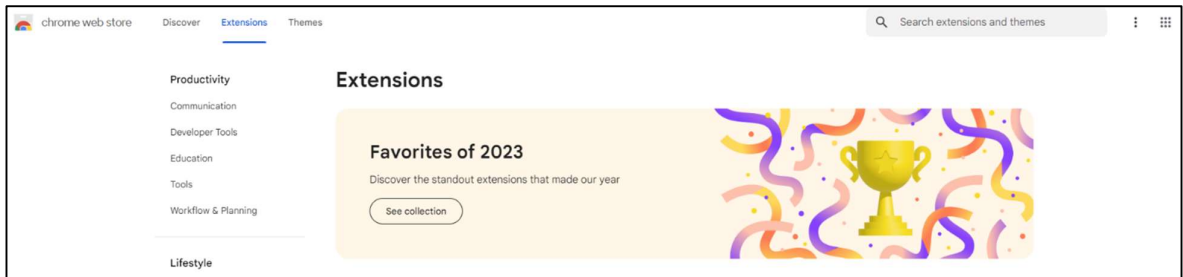 chrome web store Discover Extensions Themes Search extensions and themes
Productivity
Communication
Developer Tools
Education
Tools
Workflow & Planning
Lifestyle
Extensions
Favorites of 2023
Discover the standout extensions that made our year
See collection